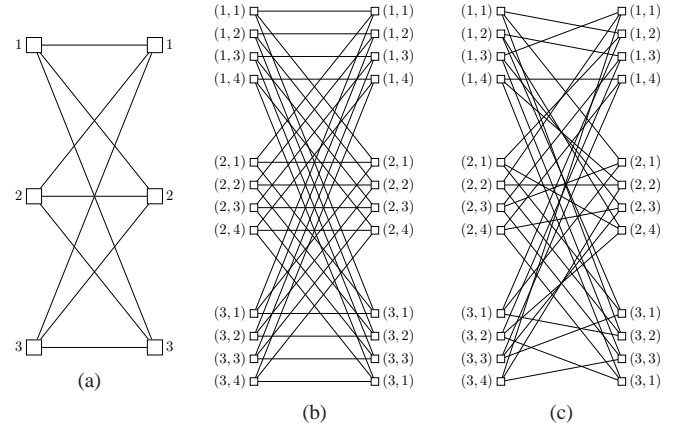 1 1
2 2
3 3
(a)
(1, 1) (1, 1)
(1, 2) (1, 2)
(1, 3) (1, 3)
(1, 4) (1, 4)
(2, 1) (2, 1)
(2, 2) (2, 2)
(2, 3) (2, 3)
(2, 4) (2, 4)
(3, 1) (3, 1)
(3, 2) (3, 2)
(3, 3) (3, 3)
(3, 4) (3, 1)
(b)
(1, 1) (1, 1)
(1, 2) (1, 2)
(1, 3) (1, 3)
(1, 4) (1, 4)
(2, 1) (2, 1)
(2, 2) (2, 2)
(2, 3) (2, 3)
(2, 4) (2, 4)
(3, 1) (3, 1)
(3, 2) (3, 2)
(3, 3) (3, 3)
(3, 4) (3, 1)
(c)